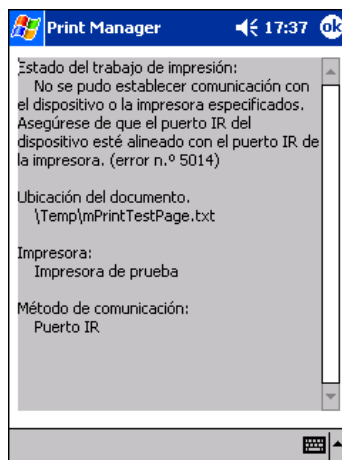 Print Manager 17:37 ok
Estado del trabajo de impresión:
No se pudo establecer comunicación con
el dispositivo o la impresora especificados.
Asegúrese de que el puerto IR del
dispositivo esté alineado con el puerto IR de
la impresora. (error n.º 5014)
Ubicación del documento.
\Temp\mPrintTestPage.txt
Impresora:
Impresora de prueba
Método de comunicación:
Puerto IR